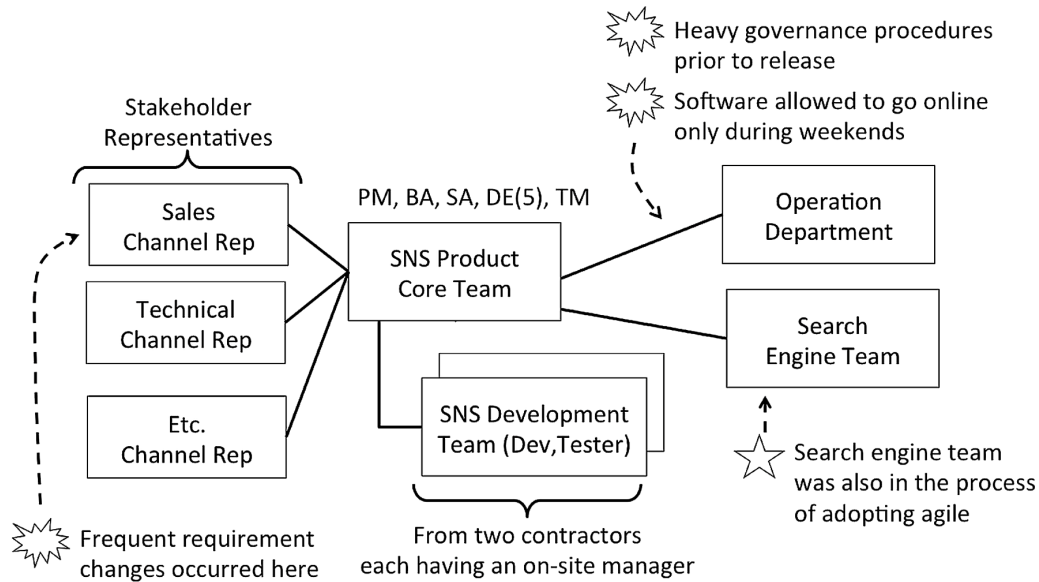 Heavy governance procedures
prior to release
Software allowed to go online
only during weekends
Stakeholder
Representatives
PM, BA, SA, DE(5), TM
Sales
Channel Rep
Technical
Channel Rep
Etc.
Channel Rep
SNS Product
Core Team
Operation
Department
Search
Engine Team
SNS Development
Team (Dev,Tester)
Search engine team
was also in the process
of adopting agile
From two contractors
each having an on-site manager
Frequent requirement
changes occurred here